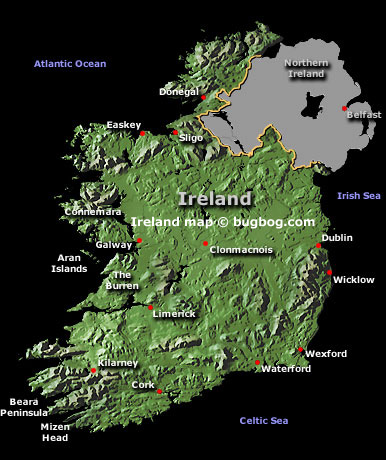 Northern
Ireland
Atlantic Ocean
Donegal
Belfast
Easkey
Sligo
Ireland
Irish Sea
Connemara
Ireland map © bugbog.com
Galway
Clonmacnois
Dublin
Aran
Islands
The
Burren
Wicklow
Limerick
Wexford
Kilarney
Waterford
Cork
Beara
Peninsula
Mizen
Head
Celtic Sea